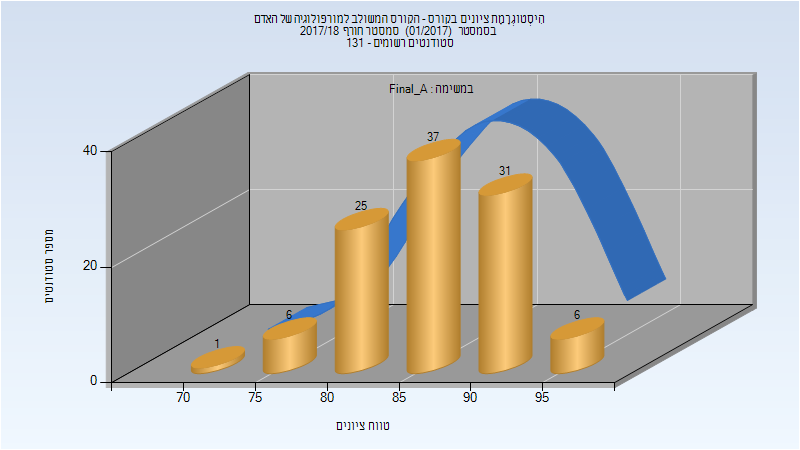 היסטוגרמת ציונים בקורס - הקורס המשולב למורפולוגיה של האדם
בסמסטר (01/2017) סמסטר חורף 2017/18
סטודנטים רשומים - 131
במשימה : Final_A
מספר סטודנטים
40
20
0
1
6
25
37
31
6
70
75
80
85
90
95
טווח ציונים